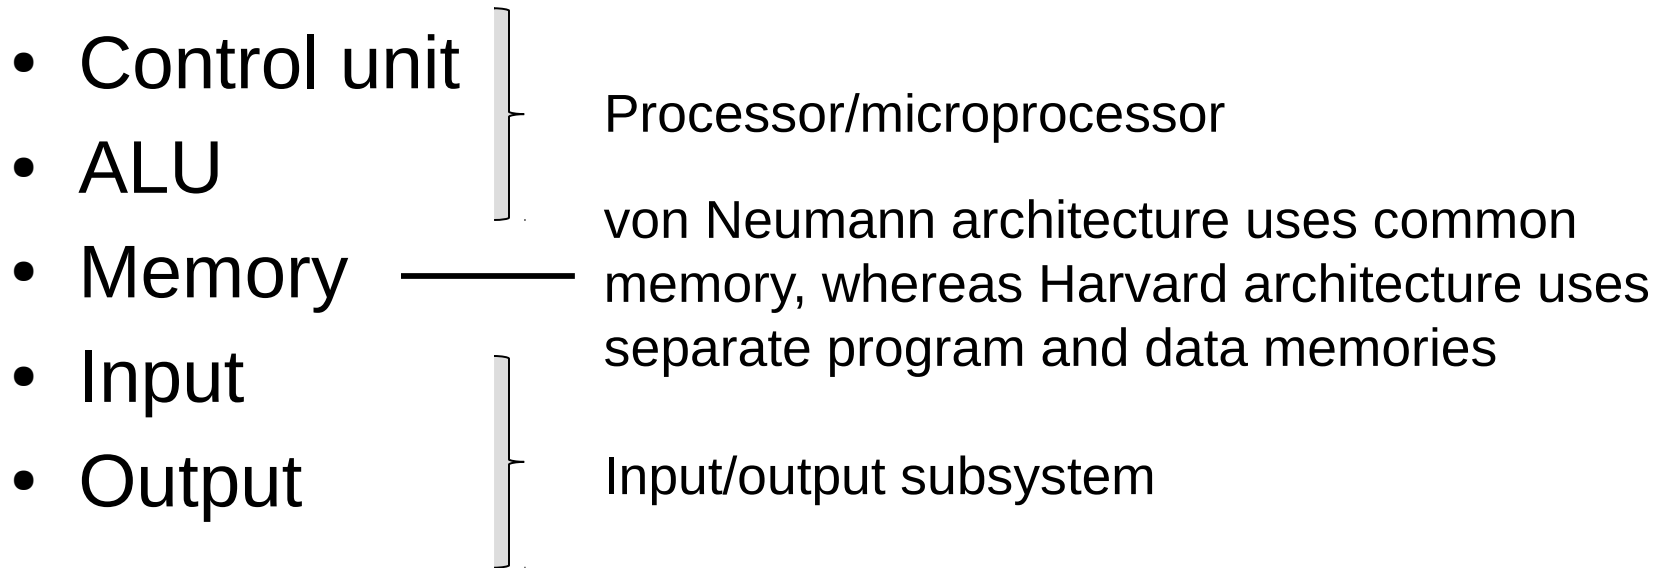 • Control unit
• ALU
• Memory
• Input
• Output
Processor/microprocessor
von Neumann architecture uses common
memory, whereas Harvard architecture uses
separate program and data memories
Input/output subsystem